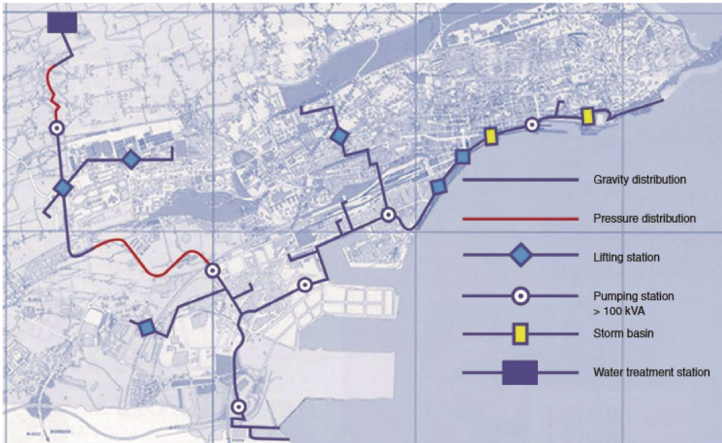 Gravity distribution
Pressure distribution
Lifting station
Pumping station
> 100 kVA
Storm basin
Water treatment station